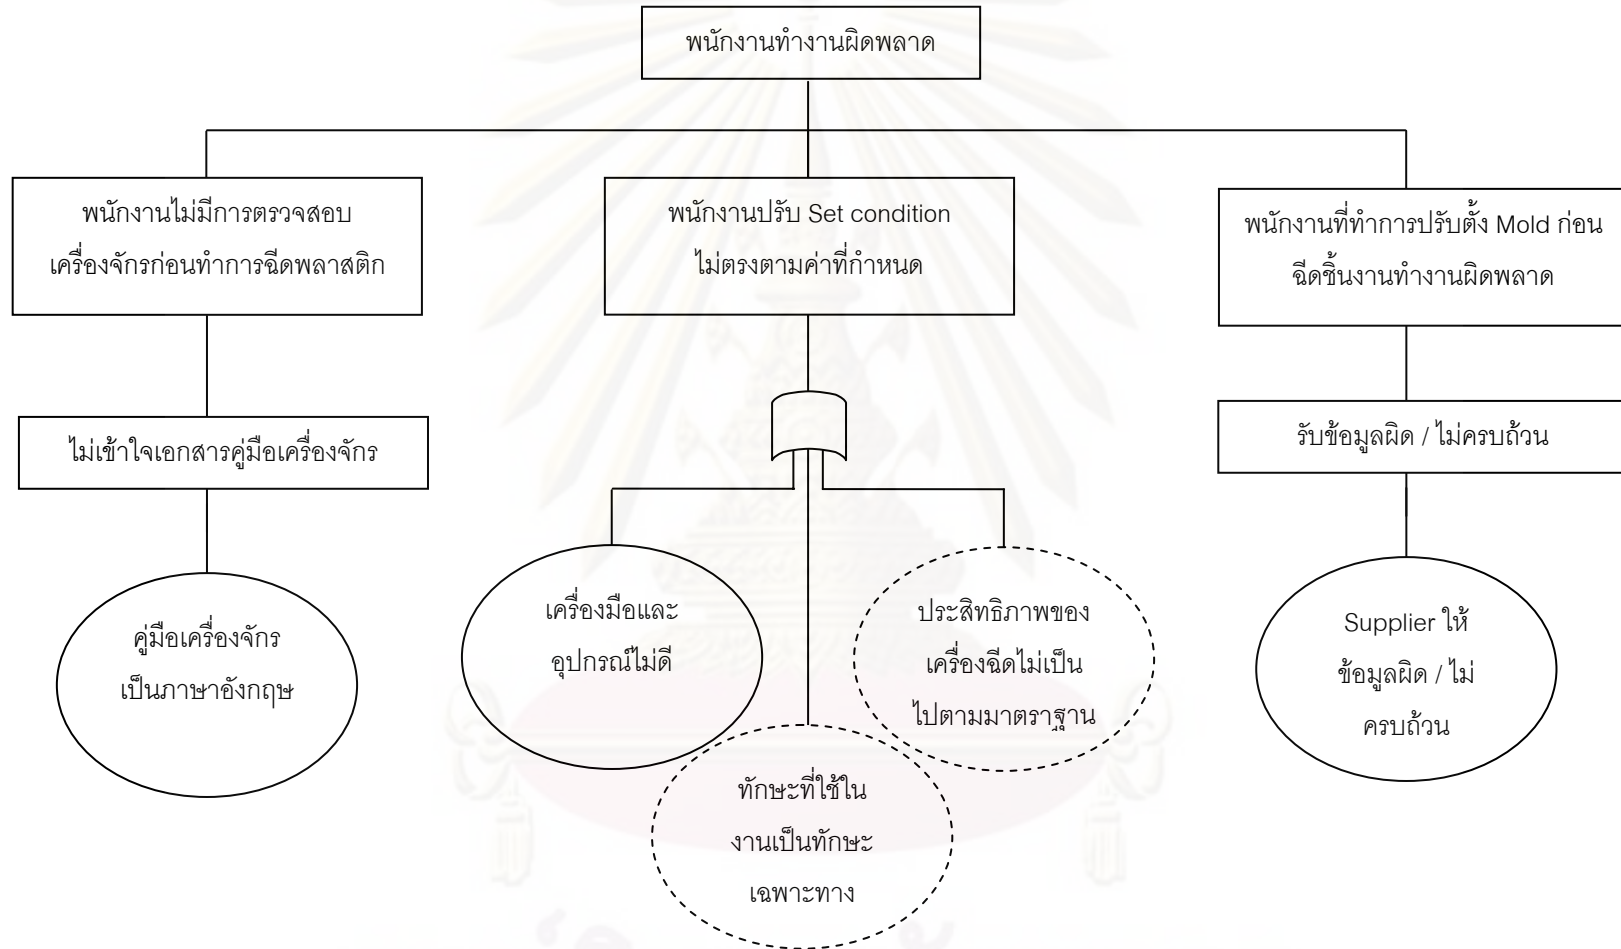 พนักงานทำงานผิดพลาด
พนักงานไม่มีการตรวจสอบ
เครื่องจักรก่อนทำการฉีดพลาสติก
พนักงานปรับ Set condition
ไม่ตรงตามค่าที่กำหนด
พนักงานที่ทำการปรับตั้ง Mold ก่อน
ฉีดชิ้นงานทำงานผิดพลาด
ไม่เข้าใจเอกสารคู่มือเครื่องจักร
รับข้อมูลผิด / ไม่ครบถ้วน
คู่มือเครื่องจักร
เป็นภาษาอังกฤษ
เครื่องมือและ
อุปกรณ์ไม่ดี
ประสิทธิภาพของ
เครื่องฉีดไม่เป็น
ไปตามมาตราฐาน
Supplier ให้
ข้อมูลผิด / ไม่
ครบถ้วน
ทักษะที่ใช้ใน
งานเป็นทักษะ
เฉพาะทาง